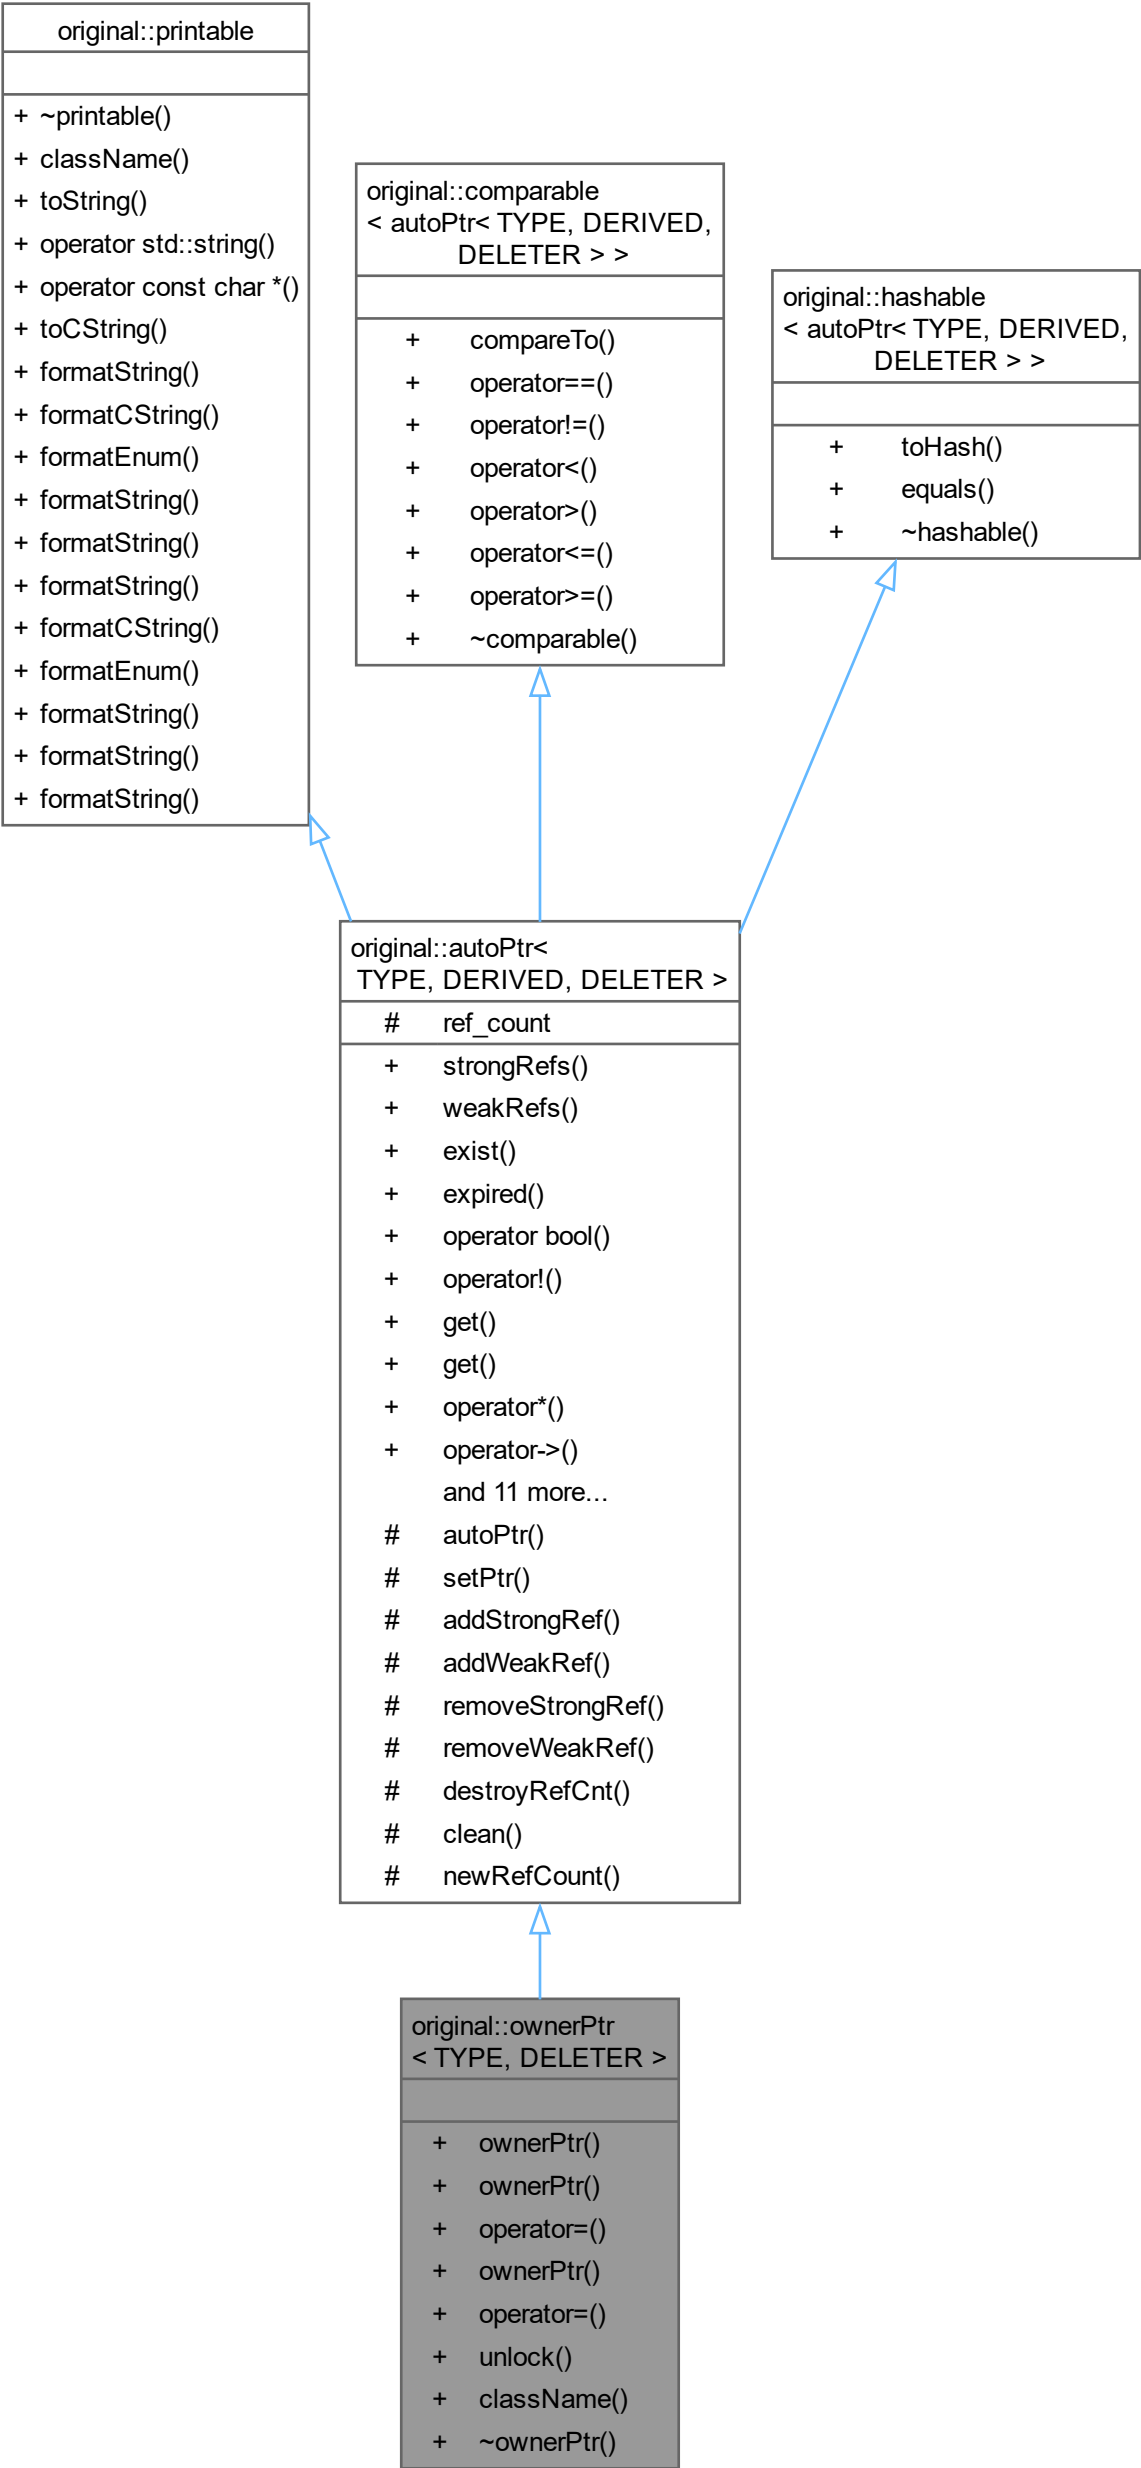 original::printable
+ ~printable()
+ className()
+ toString()
+ operator std::string()
+ operator const char *()
+ toCString()
+ formatString()
+ formatCString()
+ formatEnum()
+ formatString()
+ formatString()
+ formatString()
+ formatCString()
+ formatEnum()
+ formatString()
+ formatString()
+ formatString()
original::comparable
< autoPtr< TYPE, DERIVED,
DELETER > >
+ compareTo()
+ operator==()
+ operator!=()
+ operator<()
+ operator>()
+ operator<=()
+ operator>=()
+ ~comparable()
original::hashable
< autoPtr< TYPE, DERIVED,
DELETER > >
+ toHash()
+ equals()
+ ~hashable()
original::autoPtr<
TYPE, DERIVED, DELETER >
# ref_count
+ strongRefs()
+ weakRefs()
+ exist()
+ expired()
+ operator bool()
+ operator!()
+ get()
+ get()
+ operator*()
+ operator->()
and 11 more...
# autoPtr()
# setPtr()
# addStrongRef()
# addWeakRef()
# removeStrongRef()
# removeWeakRef()
# destroyRefCnt()
# clean()
# newRefCount()
original::ownerPtr
< TYPE, DELETER >
+ ownerPtr()
+ ownerPtr()
+ operator=()
+ ownerPtr()
+ operator=()
+ unlock()
+ className()
+ ~ownerPtr()